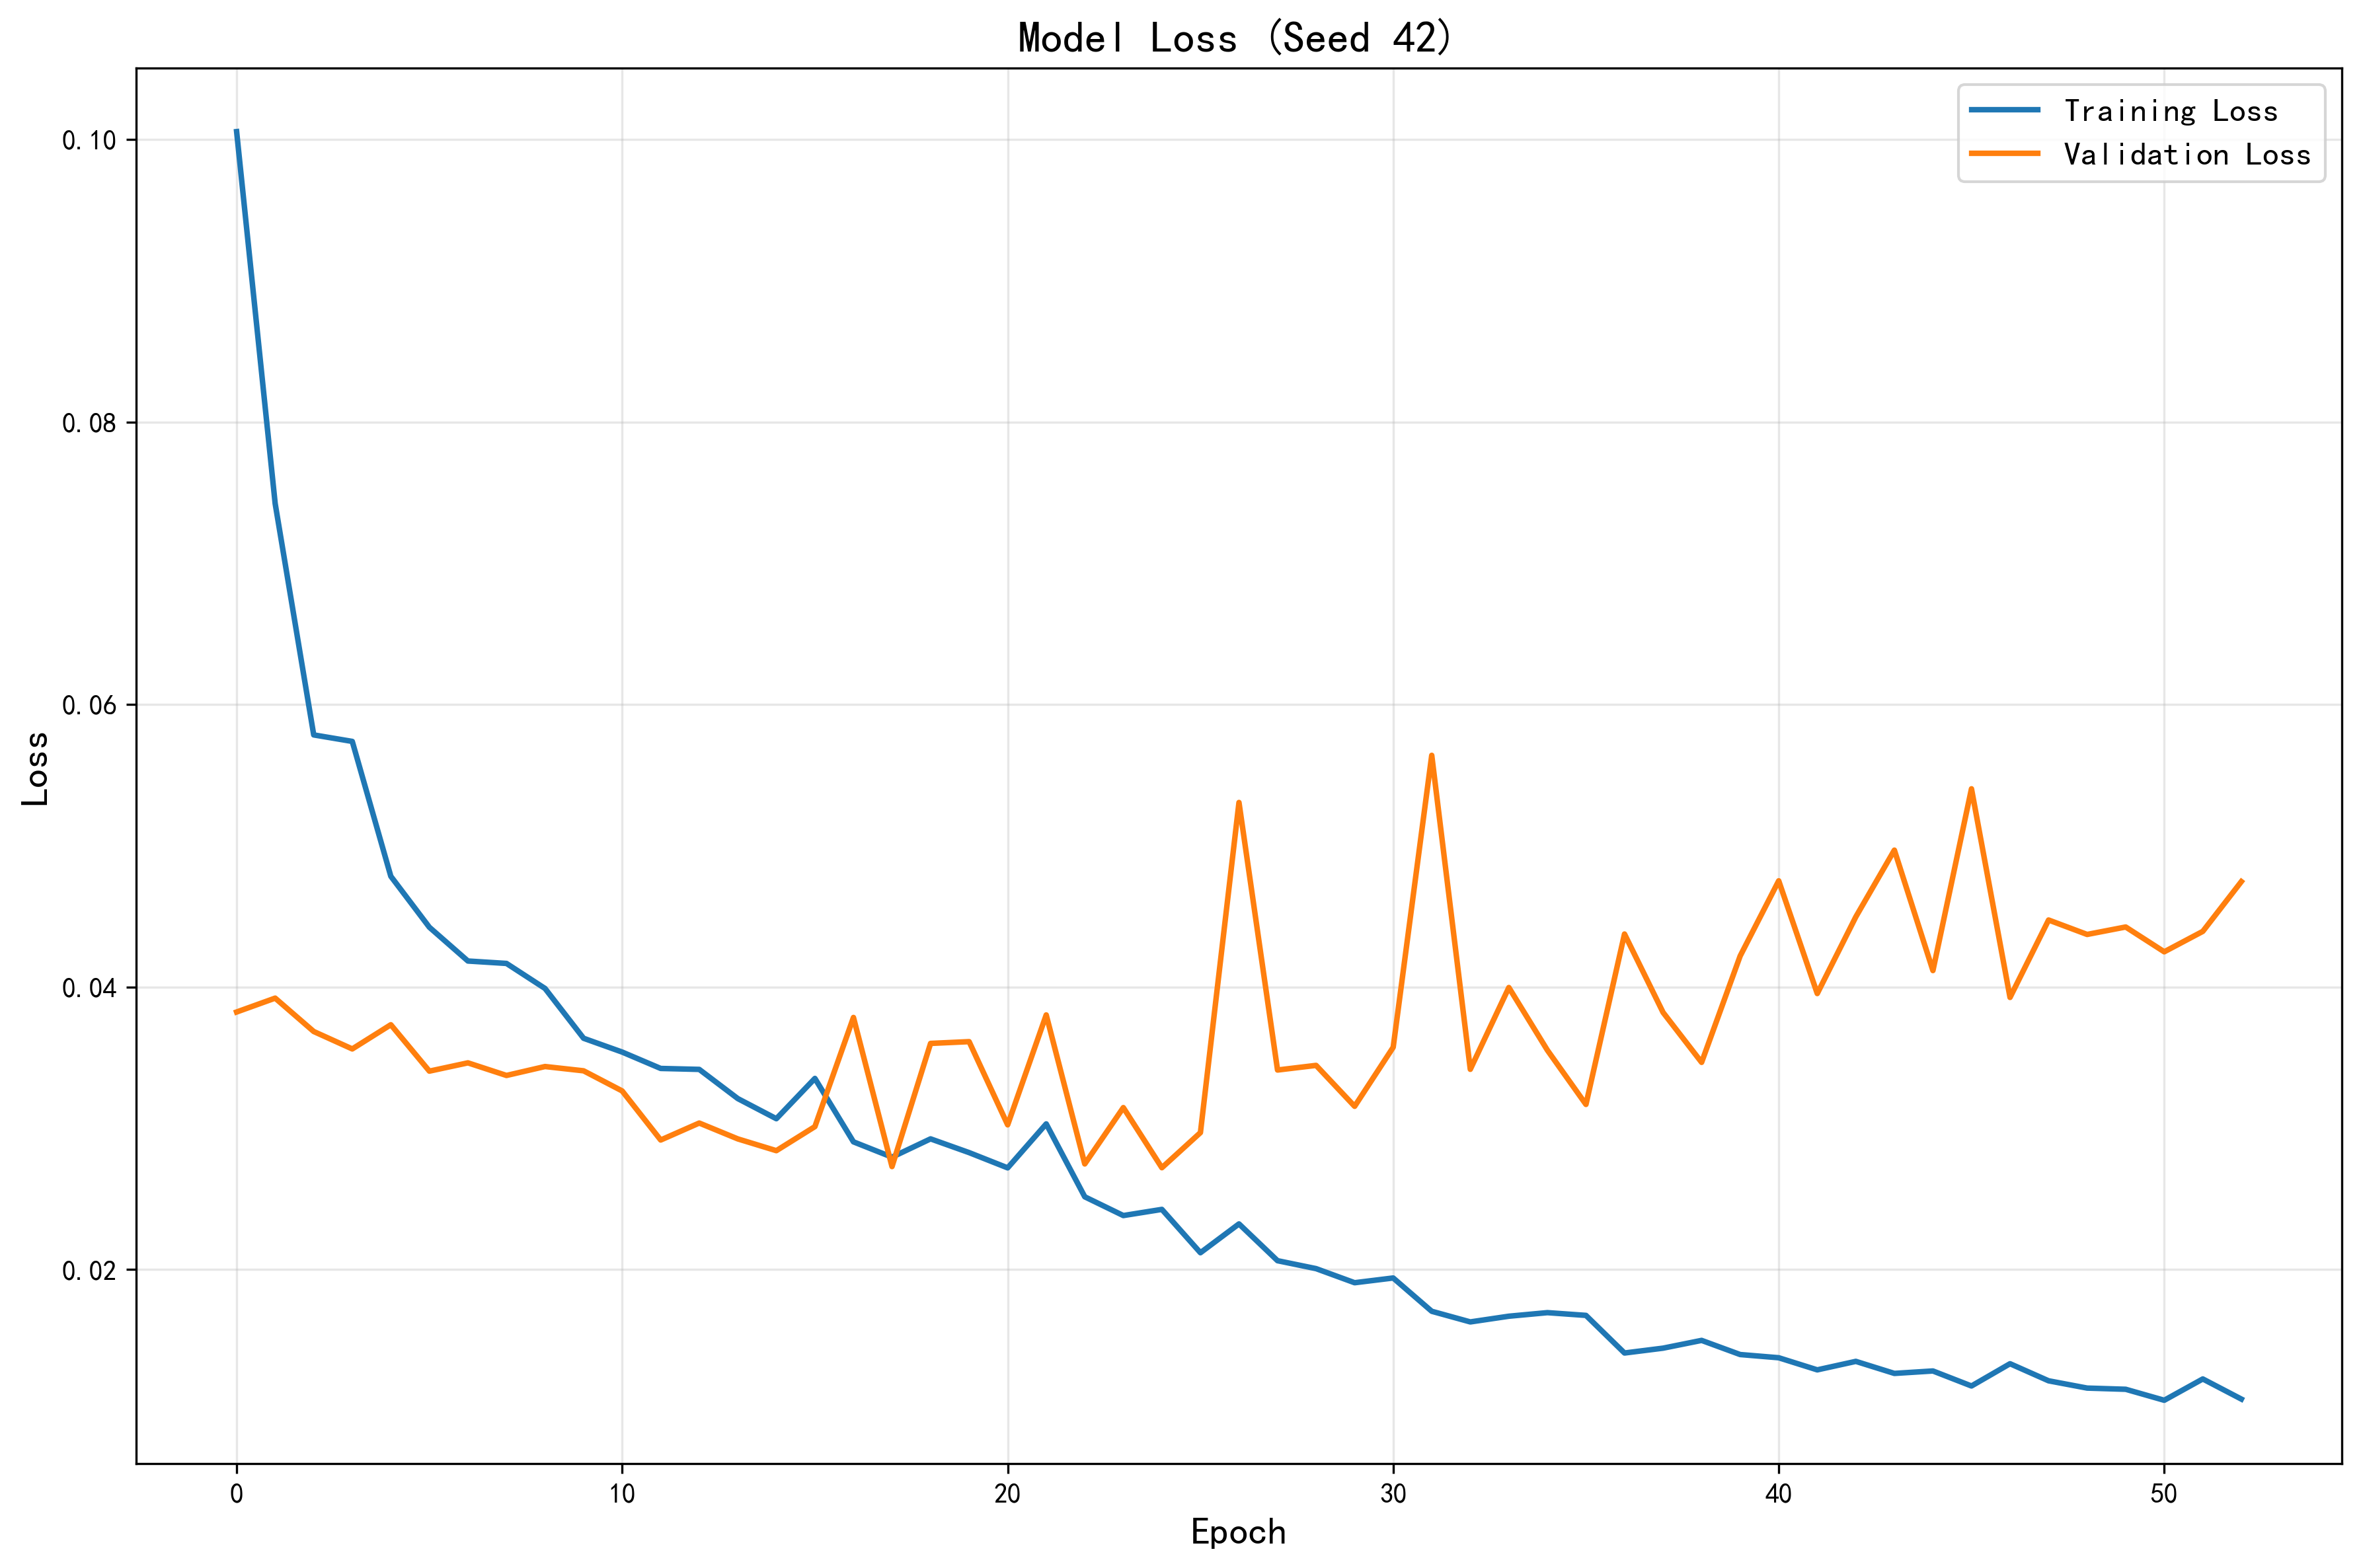 Model Loss (Seed 42)
Training Loss
Validation Loss
0.10
0.08
0.06
0.04
0.02
Loss
0
10
20
30
40
50
Epoch